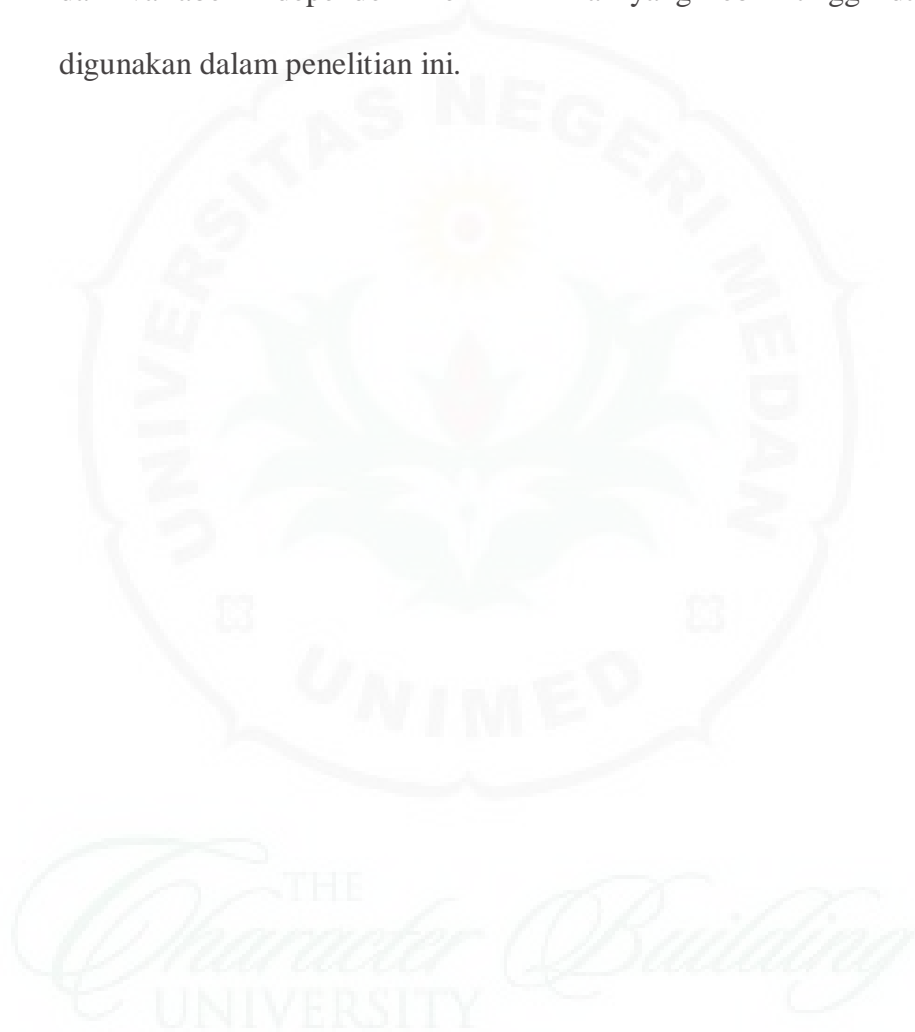 digunakan dalam penelitian ini.
UNIVERSITAS NEGERI MEDAN
UNIMED
THE
Character Building
UNIVERSITY